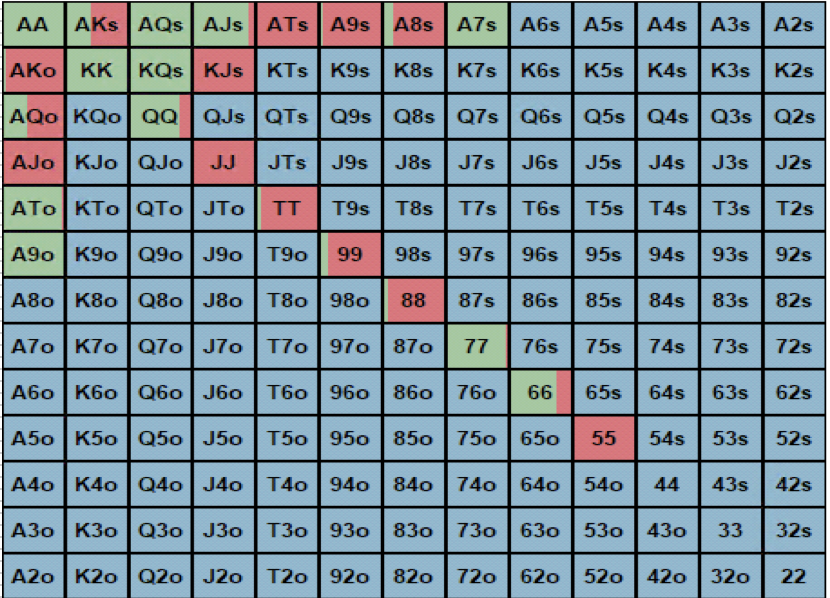 AA AKs AQs AJs ATs A9s A8s A7s A6s A5s A4s A3s A2s
AKo KK KQs KJs KTs K9s K8s K7s K6s K5s K4s K3s K2s
AQo KQo QQ QJs QTs Q9s Q8s Q7s Q6s Q5s Q4s Q3s Q2s
AJo KJo QJo JJ JTs J9s J8s J7s J6s J5s J4s J3s J2s
ATo KTo QTo JTo TT T9s T8s T7s T6s T5s T4s T3s T2s
A9o K9o Q9o J9o T9o 99 98s 97s 96s 95s 94s 93s 92s
A8o K8o Q8o J8o T8o 98o 88 87s 86s 85s 84s 83s 82s
A7o K7o Q7o J7o T7o 97o 87o 77 76s 75s 74s 73s 72s
A6o K6o Q6o J6o T6o 96o 86o 76o 66 65s 64s 63s 62s
A5o K5o Q5o J5o T5o 95o 85o 75o 65o 55 54s 53s 52s
A4o K4o Q4o J4o T4o 94o 84o 74o 64o 54o 44 43s 42s
A3o K3o Q3o J3o T3o 93o 83o 73o 63o 53o 43o 33 32s
A2o K2o Q2o J2o T2o 92o 82o 72o 62o 52o 42o 32o 22